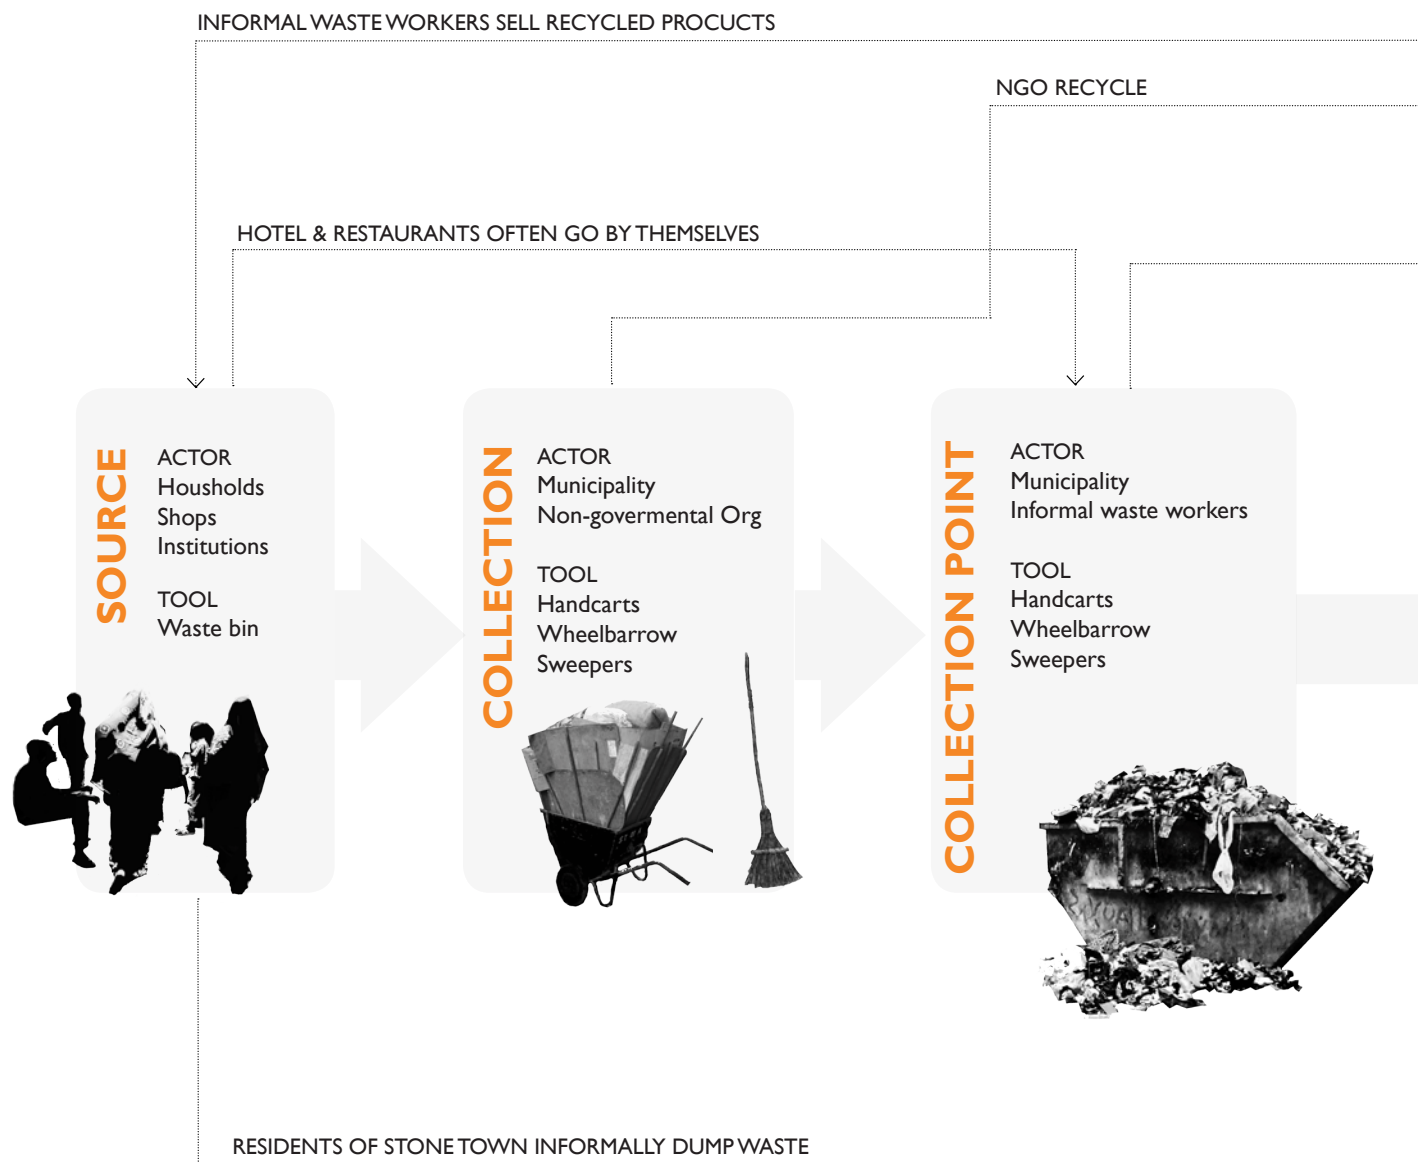 INFORMAL WASTE WORKERS SELL RECYCLED PROCUCTS
NGO RECYCLE
HOTEL & RESTAURANTS OFTEN GO BY THEMSELVES
SOURCE
ACTOR
Housholds
Shops
Institutions
TOOL
Waste bin
COLLECTION
ACTOR
Municipality
Non-govermental Org
TOOL
Handcarts
Wheelbarrow
Sweepers
COLLECTION POINT
ACTOR
Municipality
Informal waste workers
TOOL
Handcarts
Wheelbarrow
Sweepers
RESIDENTS OF STONE TOWN INFORMALLY DUMP WASTE